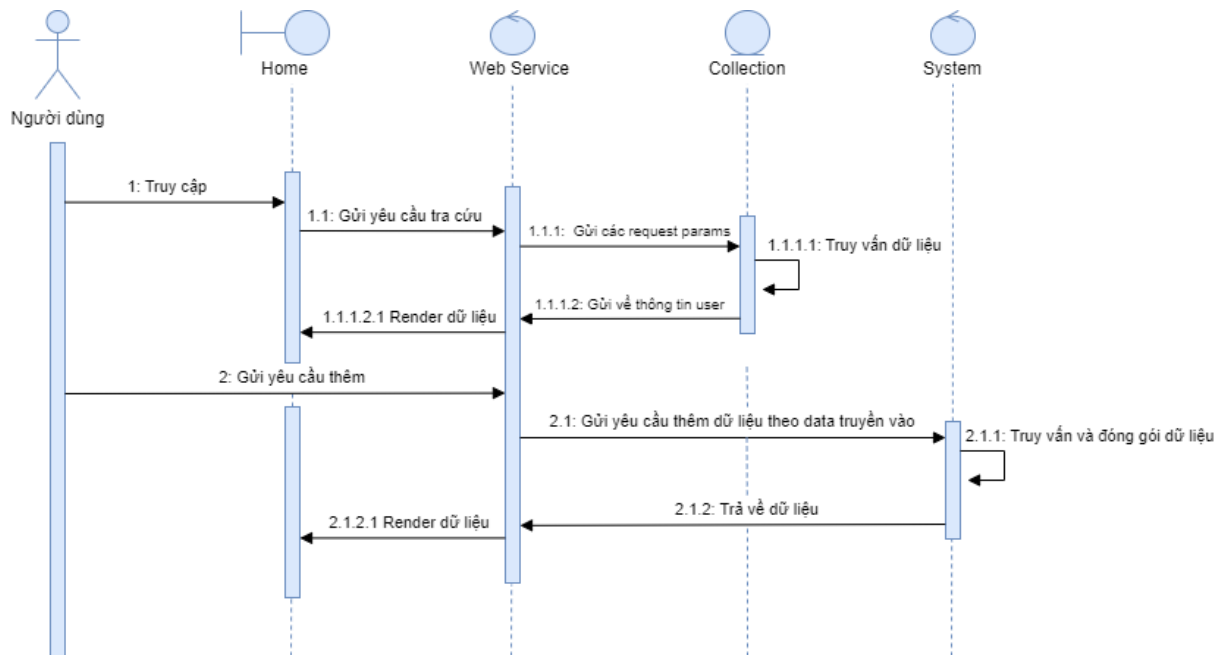 Home
Web Service
Collection
System
Người dùng
1: Truy cập
1.1: Gửi yêu cầu tra cứu
1.1.1: Gửi các request params
1.1.1.1: Truy vấn dữ liệu
1.1.1.2: Gửi về thông tin user
1.1.1.2.1 Render dữ liệu
2: Gửi yêu cầu thêm
2.1: Gửi yêu cầu thêm dữ liệu theo data truyền vào
2.1.1: Truy vấn và đóng gói dữ liệu
2.1.2: Trả về dữ liệu
2.1.2.1 Render dữ liệu